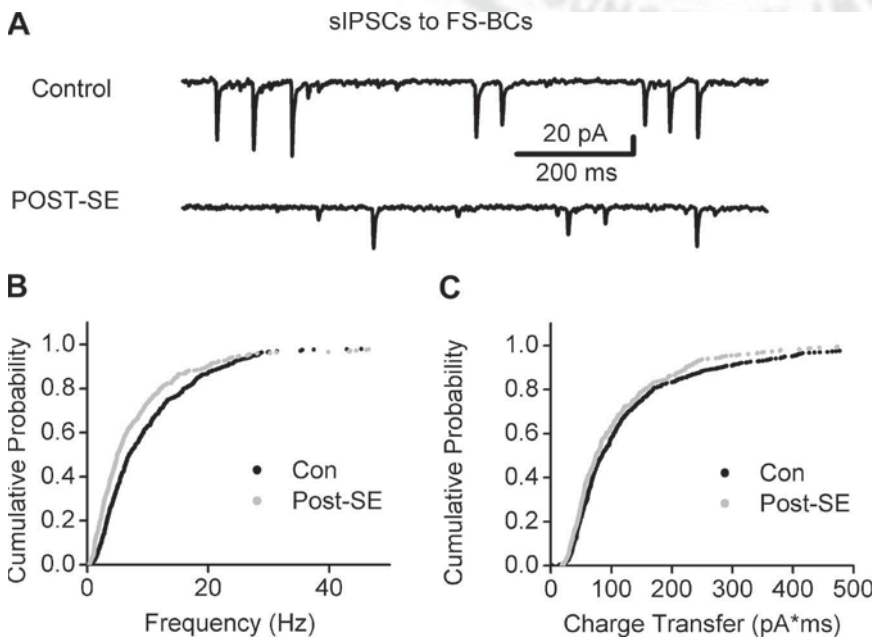 A
sIPSCs to FS-BCs
Control
20 pA
200 ms
POST-SE
B
Cumulative Probability
1.0
0.8
0.6
0.4
0.2
0.0
Con
Post-SE
0 20 40
Frequency (Hz)
C
Cumulative Probability
1.0
0.8
0.6
0.4
0.2
0.0
Con
Post-SE
0 100 200 300 400 500
Charge Transfer (pA*ms)